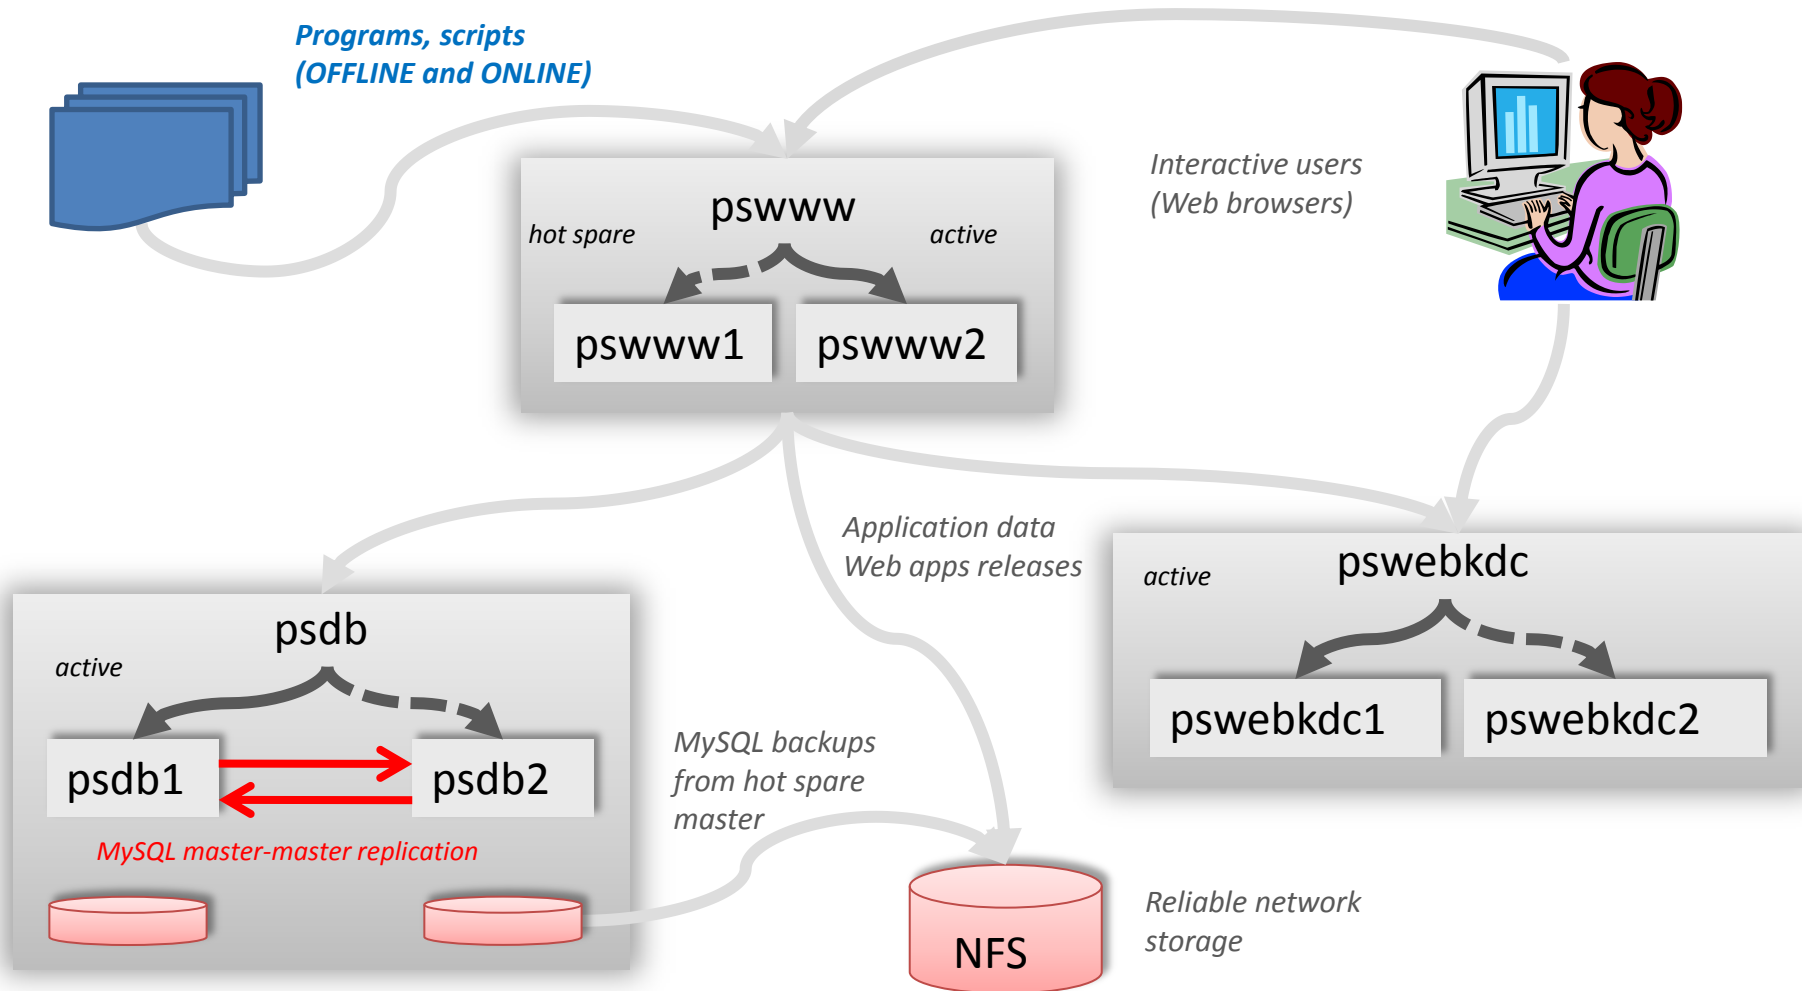 Programs, scripts
(OFFLINE and ONLINE)
Interactive users
(Web browsers)
pswww
hot spare
active
pswww1
pswww2
Application data
Web apps releases
active
pswebkdc
pswebkdc1
pswebkdc2
psdb
active
psdb1
psdb2
MySQL master-master replication
MySQL backups
from hot spare
master
NFS
Reliable network
storage